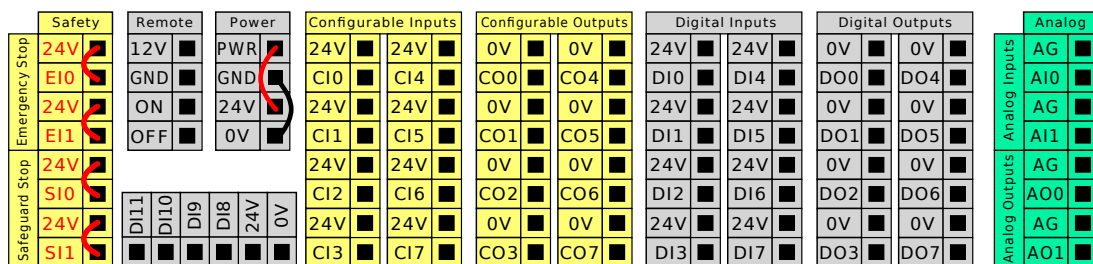 Safety
Emergency Stop
24V
EI0
24V
EI1
Safeguard Stop
24V
SI0
24V
SI1
Remote
12V
GND
ON
OFF
Power
PWR
GND
24V
0V
DI11 DI10 DI9 DI8 24V 0V
Configurable Inputs
24V 24V
CI0 CI4
24V 24V
CI1 CI5
24V 24V
CI2 CI6
24V 24V
CI3 CI7
Configurable Outputs
0V 0V
CO0 CO4
0V 0V
CO1 CO5
0V 0V
CO2 CO6
0V 0V
CO3 CO7
Digital Inputs
24V 24V
DI0 DI4
24V 24V
DI1 DI5
24V 24V
DI2 DI6
24V 24V
DI3 DI7
Digital Outputs
0V 0V
DO0 DO4
0V 0V
DO1 DO5
0V 0V
DO2 DO6
0V 0V
DO3 DO7
Analog
Analog Inputs
AG
AI0
AG
AI1
Analog Outputs
AG
AO0
AG
AO1